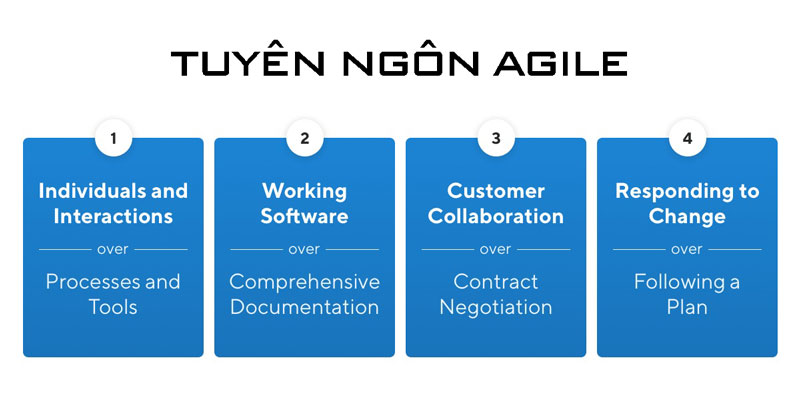 TUYÊN NGÔN AGILE
1
Individuals and
Interactions
over
Processes and
Tools
2
Working
Software
over
Comprehensive
Documentation
3
Customer
Collaboration
over
Contract
Negotiation
4
Responding to
Change
over
Following a
Plan